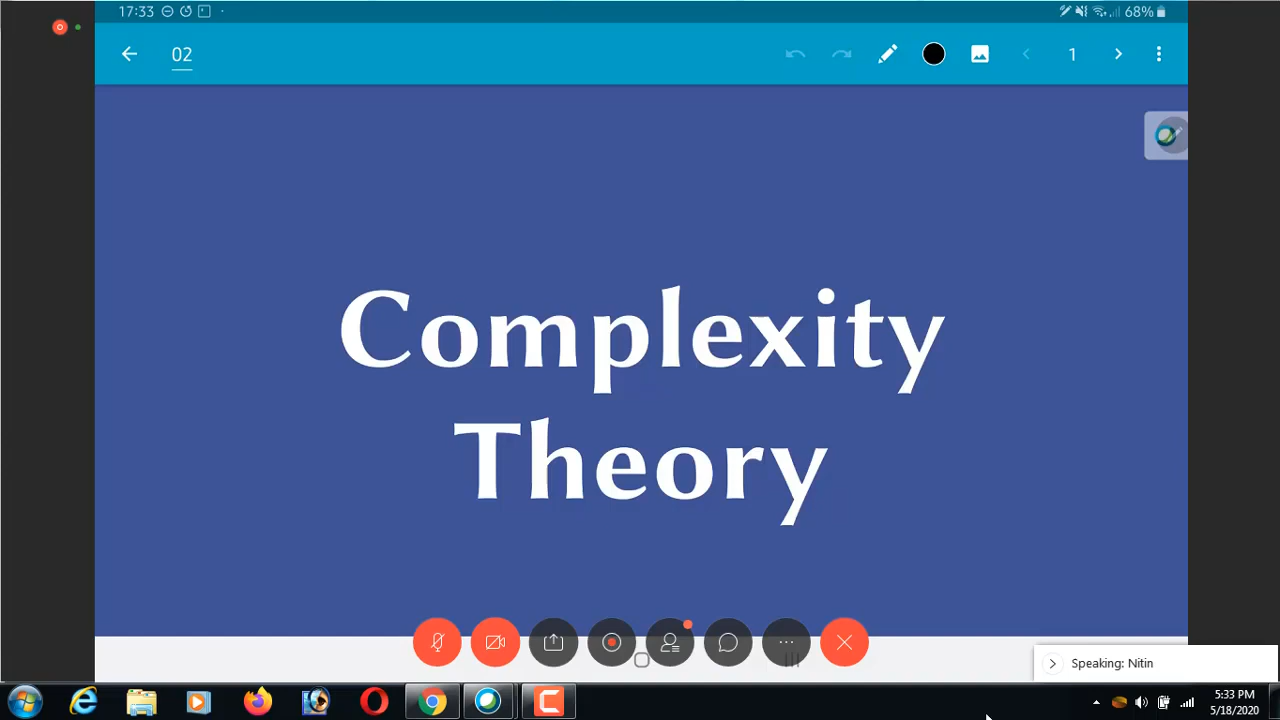 17:33
68%
02
1
Complexity
Theory
Speaking: Nitin
5:33 PM
5/18/2020